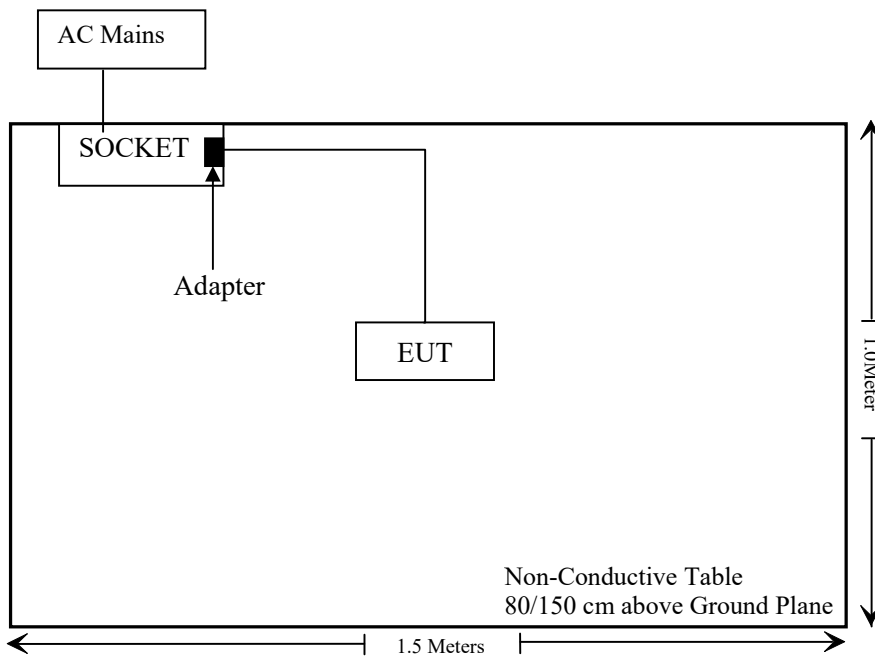 AC Mains
SOCKET
Adapter
EUT
1.0Meter
Non-Conductive Table
80/150 cm above Ground Plane
1.5 Meters